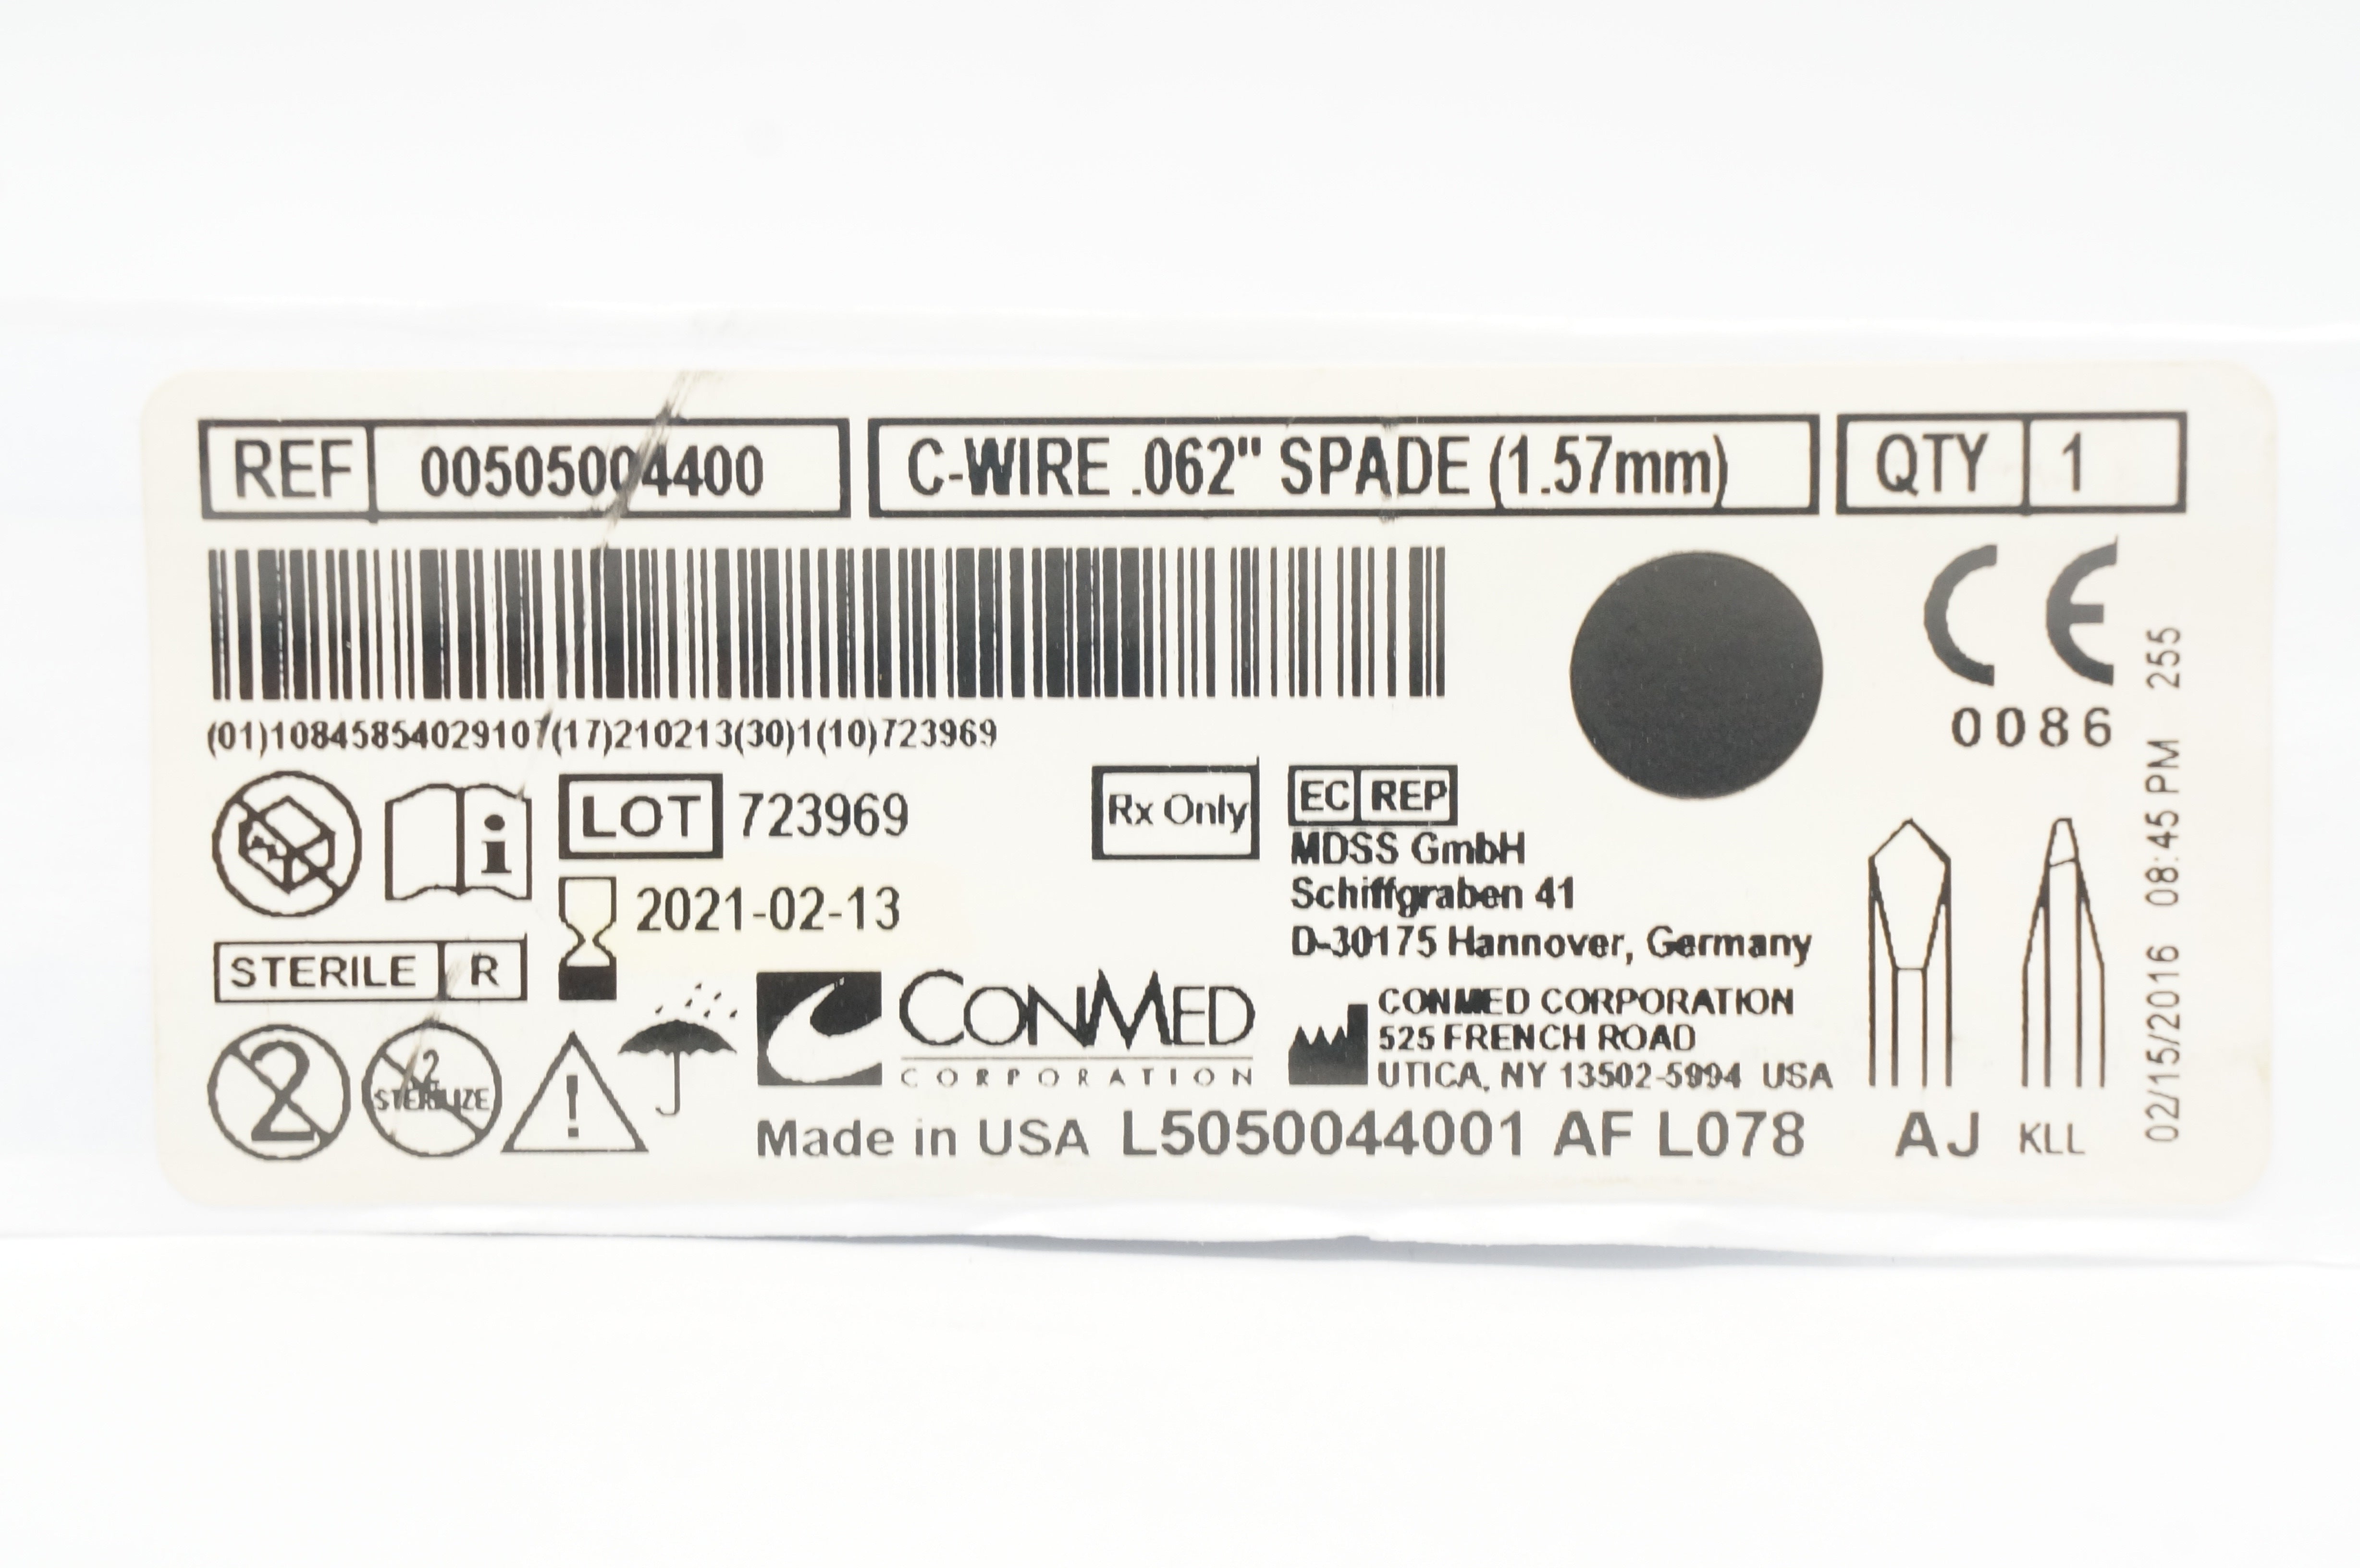 REF 00505004400 C-WIRE .062" SPADE (1.57mm) QTY 1
(01)10845854029107(17)210213(30)1(10)723969
CE
0086
LOT 723969
Rx Only
EC REP
MDSS GmbH
Schiffgraben 41
D-30175 Hannover, Germany
2021-02-13
STERILE R
2
2
STERILIZE
!
CONMED
CORPORATION
CONMED CORPORATION
525 FRENCH ROAD
UTICA, NY 13502-5994 USA
Made in USA L5050044001 AF L078
AJ KLL
02/15/2016 08:45 PM 255